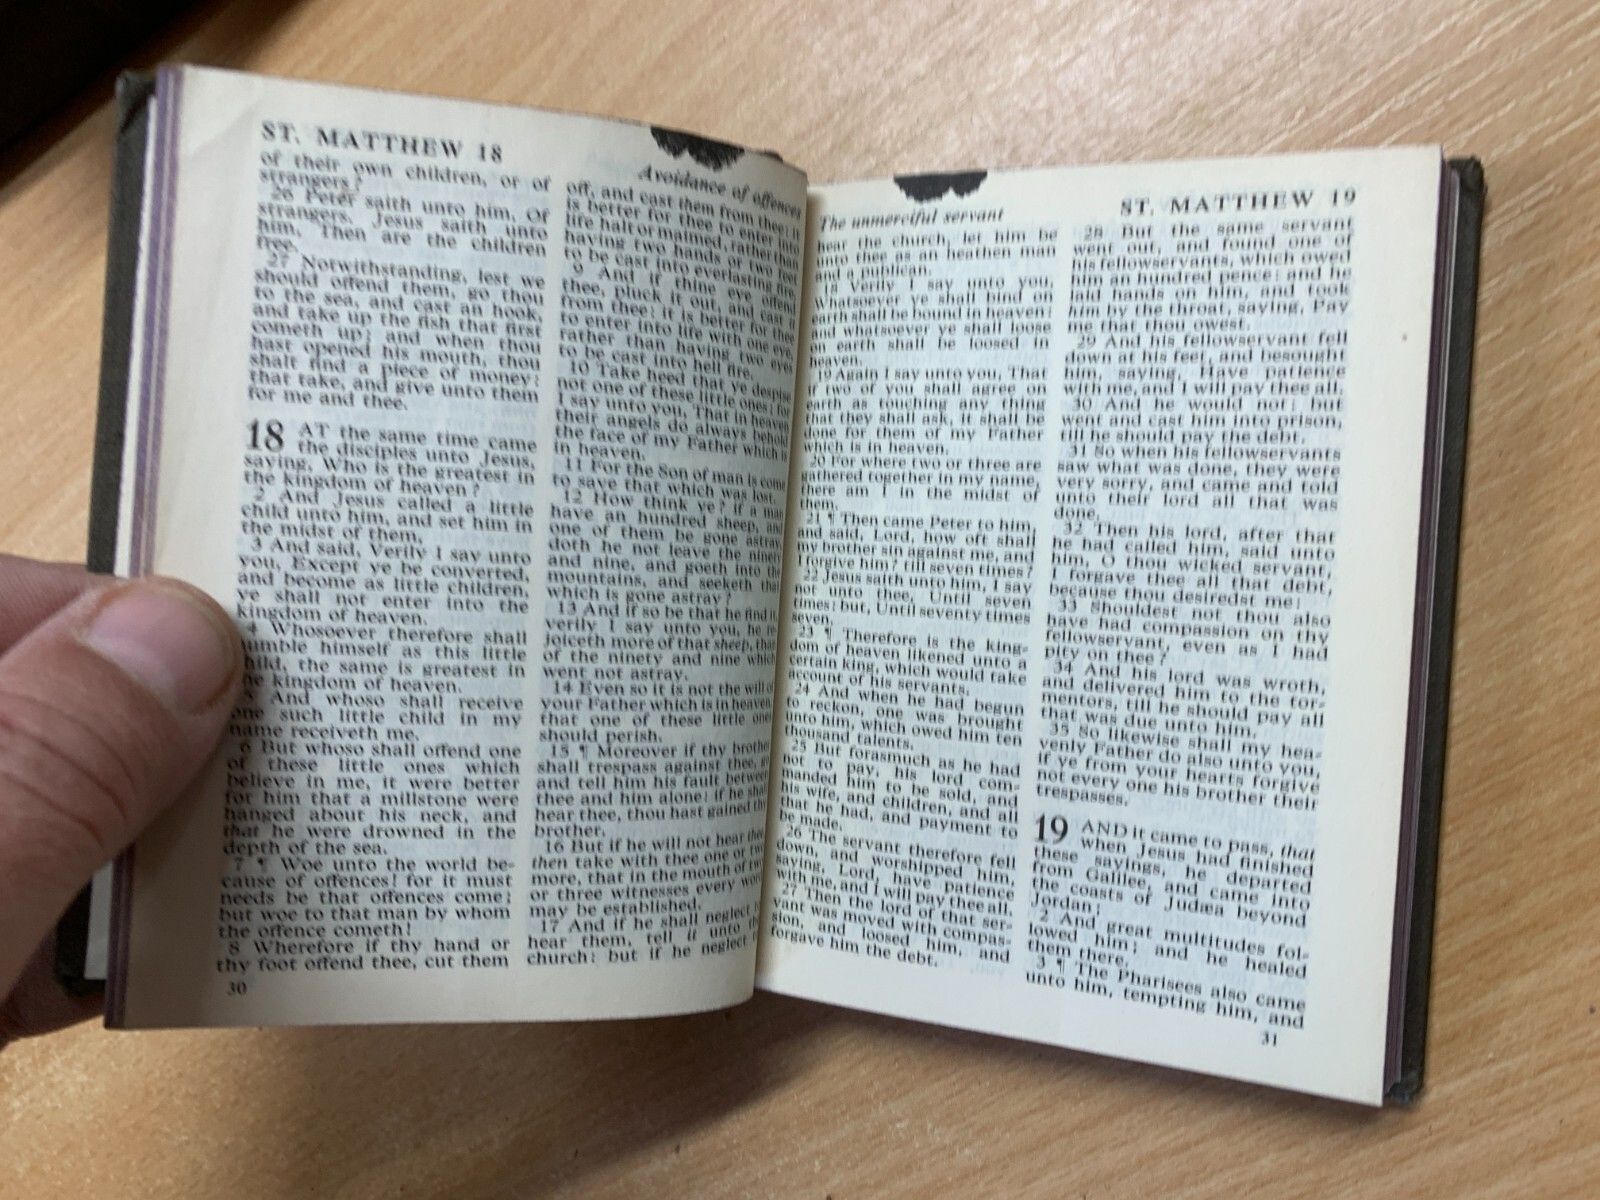 ST. MATTHEW 18
of their own children, or of
strangers?
26 Peter saith unto him, Of
strangers. Jesus saith unto
him, Then are the children
free.
27 Notwithstanding, lest we
should offend them, go thou
to the sea, and cast an hook,
and take up the fish that first
cometh up; and when thou
hast opened his mouth, thou
shalt find a piece of money:
that take, and give unto them
for me and thee.
18 AT the same time came
the disciples unto Jesus,
saying, Who is the greatest in
the kingdom of heaven?
2 And Jesus called a little
child unto him, and set him in
the midst of them,
3 And said, Verily I say unto
you, Except ye be converted,
and become as little children,
ye shall not enter into the
kingdom of heaven.
4 Whosoever therefore shall
humble himself as this little
child, the same is greatest in
the kingdom of heaven.
5 And whoso shall receive
one such little child in my
name receiveth me.
6 But whoso shall offend one
of these little ones which
believe in me, it were better
for him that a millstone were
hanged about his neck, and
that he were drowned in the
depth of the sea.
7 ¶ Woe unto the world be-
cause of offences! for it must
needs be that offences come;
but woe to that man by whom
the offence cometh!
8 Wherefore if thy hand or
thy foot offend thee, cut them
30
Avoidance of offences
off, and cast them from thee: it
is better for thee to enter into
life halt or maimed, rather than
having two hands or two feet
to be cast into everlasting fire.
9 And if thine eye offend
thee, pluck it out, and cast it
from thee: it is better for thee
to enter into life with one eye,
rather than having two eyes
to be cast into hell fire.
10 Take heed that ye despise
not one of these little ones; for
I say unto you, That in heaven
their angels do always behold
the face of my Father which is
in heaven.
11 For the Son of man is come
to save that which was lost.
12 How think ye? if a man
have an hundred sheep, and
one of them be gone astray,
doth he not leave the ninety
and nine, and goeth into the
mountains, and seeketh that
which is gone astray?
13 And if so be that he find it,
verily I say unto you, he re-
joiceth more of that sheep, than
of the ninety and nine which
went not astray.
14 Even so it is not the will of
your Father which is in heaven,
that one of these little ones
should perish.
15 ¶ Moreover if thy brother
shall trespass against thee, go
and tell him his fault between
thee and him alone: if he shall
hear thee, thou hast gained thy
brother.
16 But if he will not hear thee,
then take with thee one or two
more, that in the mouth of two
or three witnesses every word
may be established.
17 And if he shall neglect to
hear them, tell it unto the
church: but if he neglect to
The unmerciful servant
hear the church, let him be
unto thee as an heathen man
and a publican.
18 Verily I say unto you,
Whatsoever ye shall bind on
earth shall be bound in heaven:
and whatsoever ye shall loose
on earth shall be loosed in
heaven.
19 Again I say unto you, That
if two of you shall agree on
earth as touching any thing
that they shall ask, it shall be
done for them of my Father
which is in heaven.
20 For where two or three are
gathered together in my name,
there am I in the midst of
them.
21 ¶ Then came Peter to him,
and said, Lord, how oft shall
my brother sin against me, and
I forgive him? till seven times?
22 Jesus saith unto him, I say
not unto thee, Until seven
times: but, Until seventy times
seven.
23 ¶ Therefore is the king-
dom of heaven likened unto a
certain king, which would take
account of his servants.
24 And when he had begun
to reckon, one was brought
unto him, which owed him ten
thousand talents.
25 But forasmuch as he had
not to pay, his lord com-
manded him to be sold, and
his wife, and children, and all
that he had, and payment to
be made.
26 The servant therefore fell
down, and worshipped him,
saying, Lord, have patience
with me, and I will pay thee all.
27 Then the lord of that ser-
vant was moved with compas-
sion, and loosed him, and
forgave him the debt.
ST. MATTHEW 19
28 But the same servant
went out, and found one of
his fellowservants, which owed
him an hundred pence: and he
laid hands on him, and took
him by the throat, saying, Pay
me that thou owest.
29 And his fellowservant fell
down at his feet, and besought
him, saying, Have patience
with me, and I will pay thee all.
30 And he would not: but
went and cast him into prison,
till he should pay the debt.
31 So when his fellowservants
saw what was done, they were
very sorry, and came and told
unto their lord all that was
done.
32 Then his lord, after that
he had called him, said unto
him, O thou wicked servant,
I forgave thee all that debt,
because thou desiredst me:
33 Shouldest not thou also
have had compassion on thy
fellowservant, even as I had
pity on thee?
34 And his lord was wroth,
and delivered him to the tor-
mentors, till he should pay all
that was due unto him.
35 So likewise shall my hea-
venly Father do also unto you,
if ye from your hearts forgive
not every one his brother their
trespasses.
19 AND it came to pass, that
when Jesus had finished
these sayings, he departed
from Galilee, and came into
the coasts of Judæa beyond
Jordan;
2 And great multitudes fol-
lowed him; and he healed
them there.
3 ¶ The Pharisees also came
unto him, tempting him, and
31